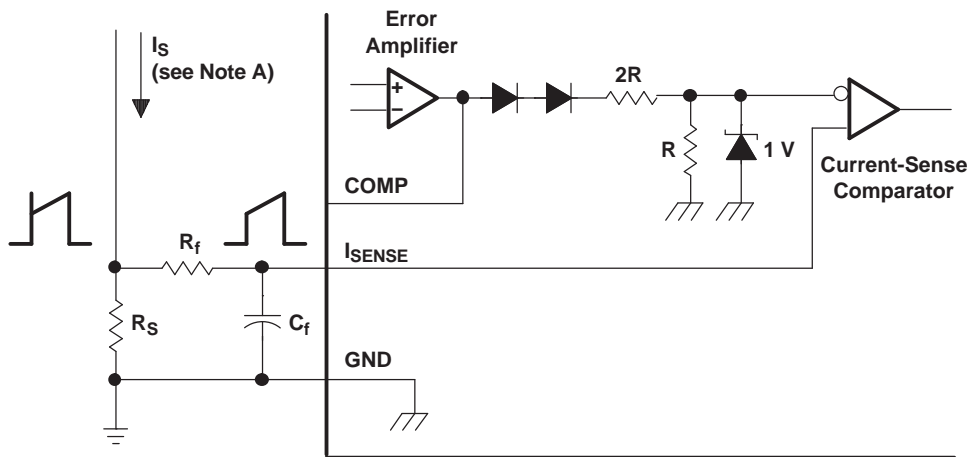 Error
Amplifier
I_S
(see Note A)
+
−
2R
R
1 V
Current-Sense
Comparator
COMP
R_f
I_SENSE
R_S
C_f
GND